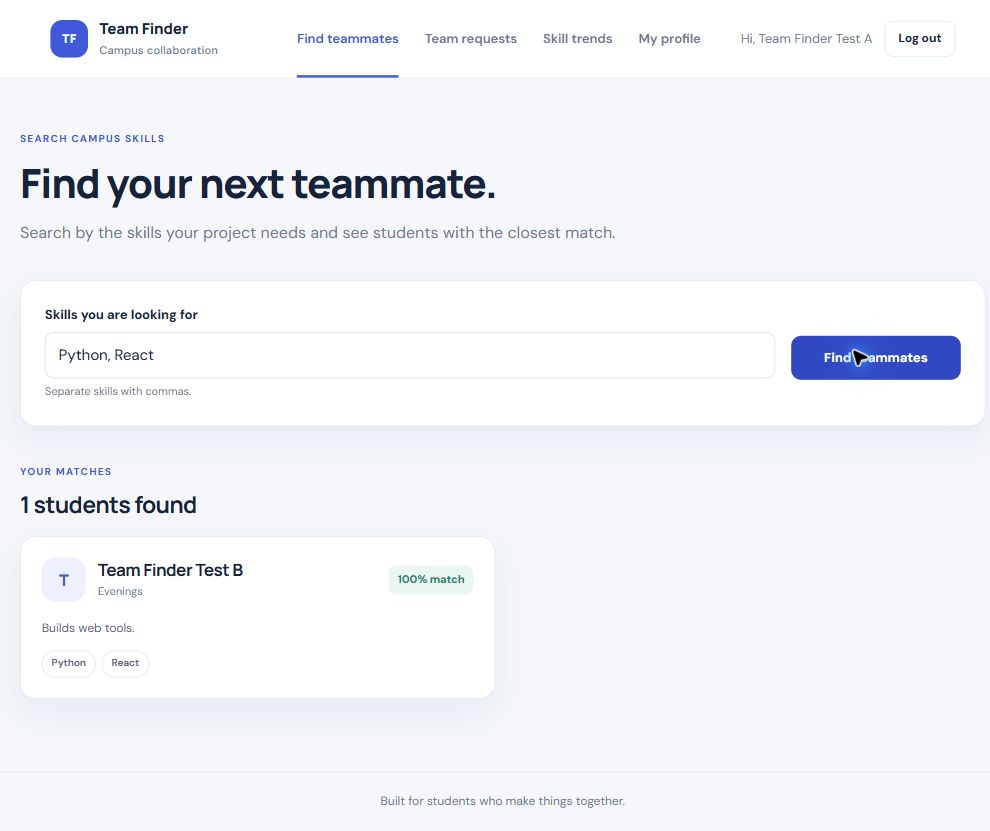 TF
Team Finder
Campus collaboration
Find teammates
Team requests
Skill trends
My profile
Hi, Team Finder Test A
Log out
SEARCH CAMPUS SKILLS
Find your next teammate.
Search by the skills your project needs and see students with the closest match.
Skills you are looking for
Python, React
Find teammates
Separate skills with commas.
YOUR MATCHES
1 students found
T
Team Finder Test B
Evenings
100% match
Builds web tools.
Python
React
Built for students who make things together.